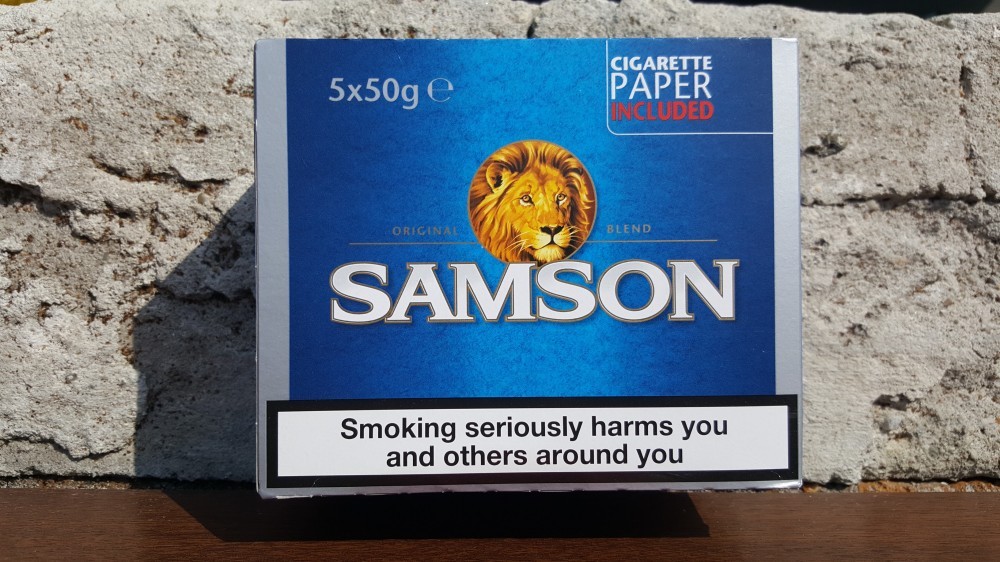 5x50g ℮
CIGARETTE
PAPER
INCLUDED
ORIGINAL BLEND
SAMSON
Smoking seriously harms you
and others around you